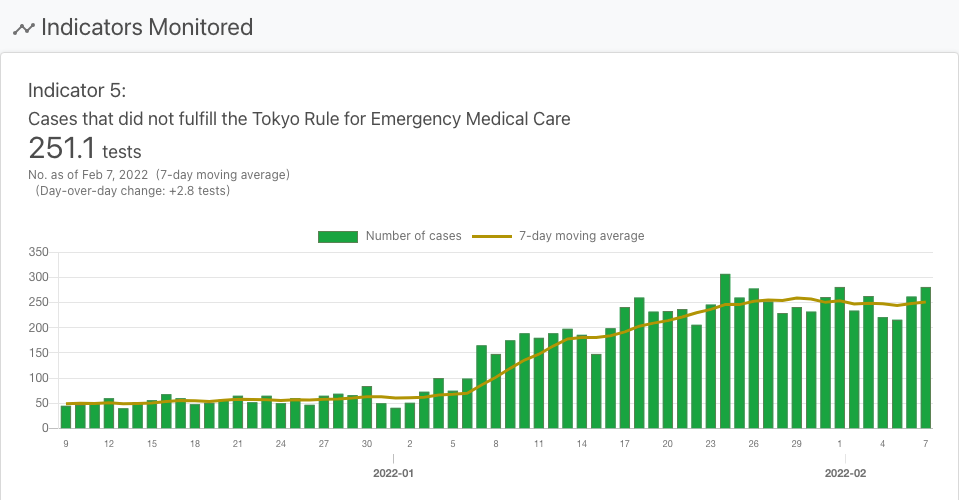 Indicators Monitored
Indicator 5:
Cases that did not fulfill the Tokyo Rule for Emergency Medical Care
251.1 tests
No. as of Feb 7, 2022 (7-day moving average)
(Day-over-day change: +2.8 tests)
Number of cases 7-day moving average
350
300
250
200
150
100
50
0
9 12 15 18 21 24 27 30 2 5 8 11 14 17 20 23 26 29 1 4 7
2022-01 2022-02